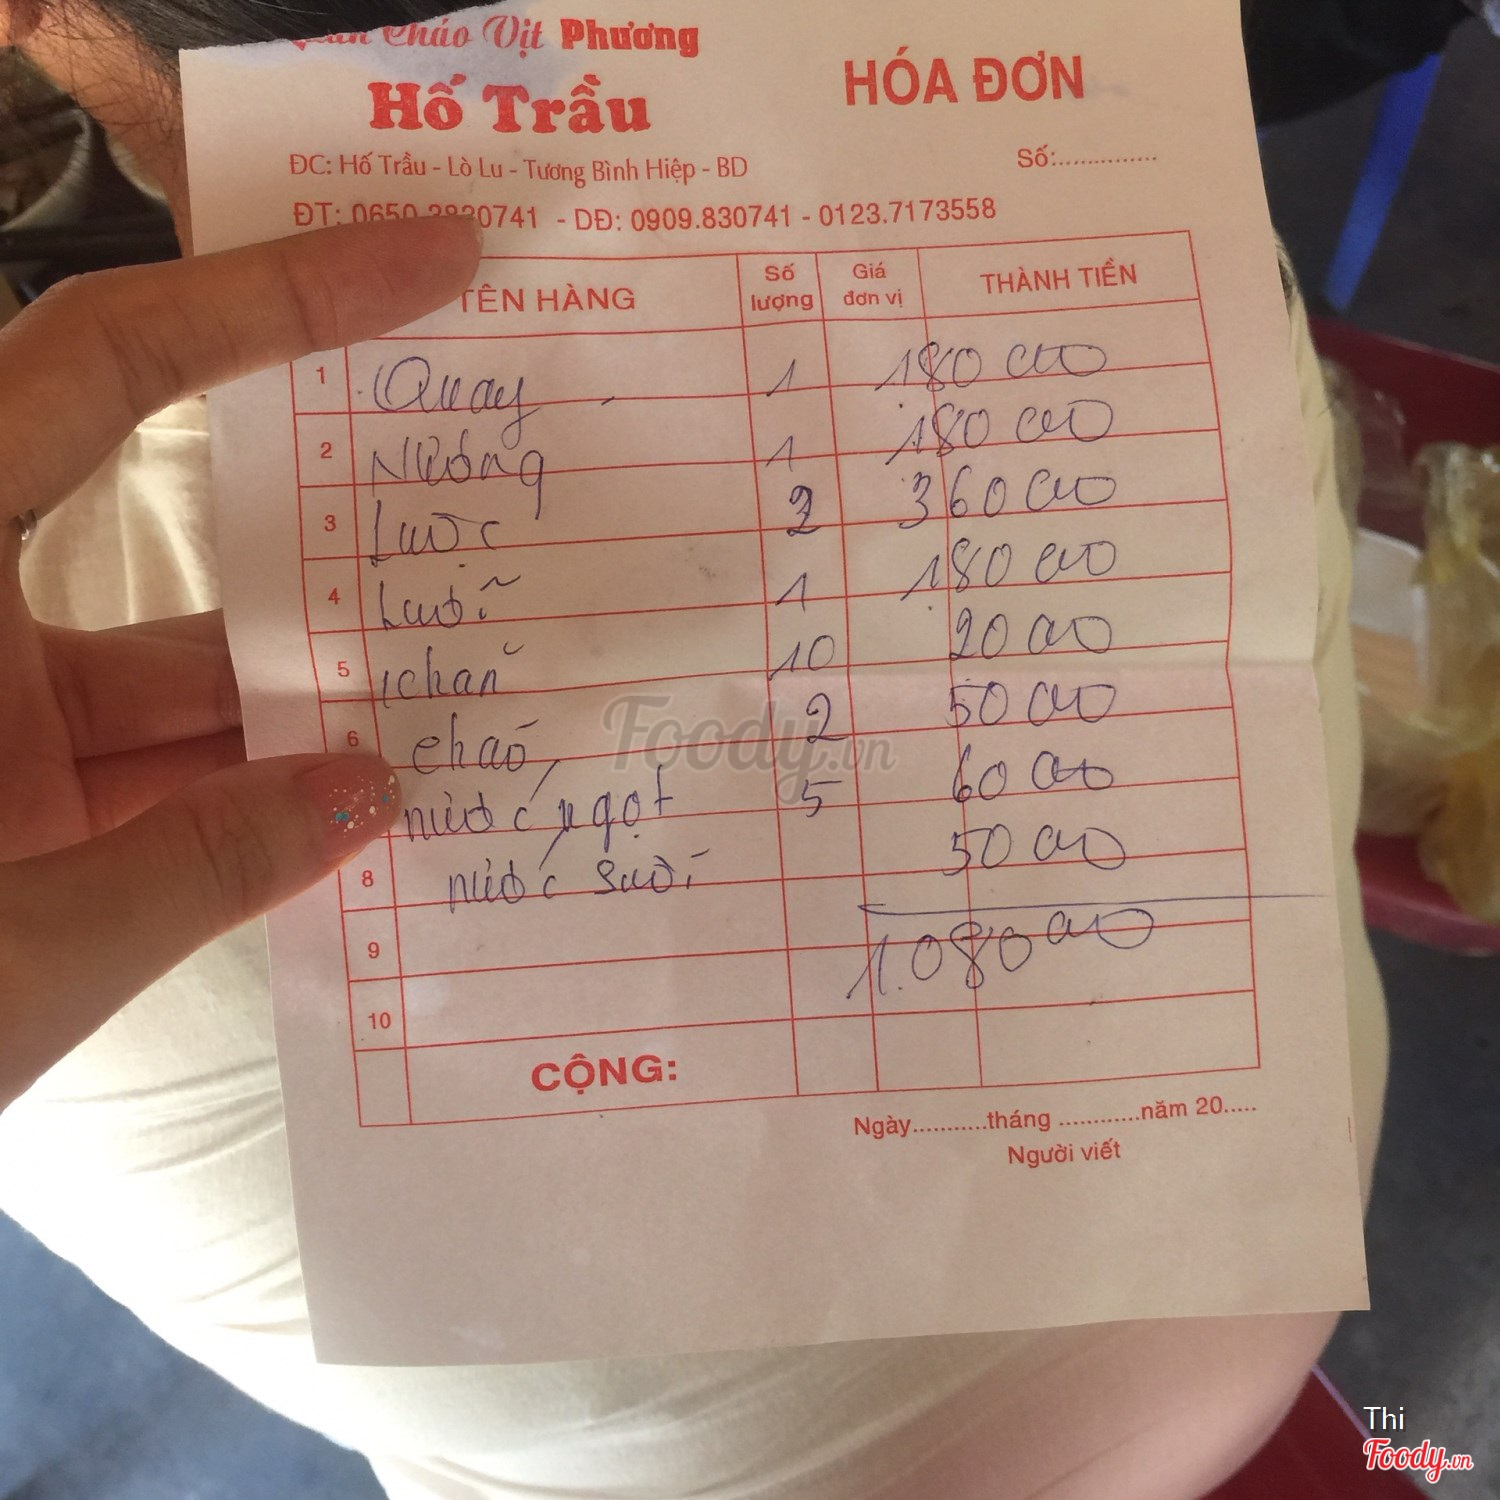 Cháo Vịt Phương
Hố Trầu
HÓA ĐƠN
ĐC: Hố Trầu - Lò Lu - Tương Bình Hiệp - BD
Số:..............
ĐT: 0650 3830741 - DĐ: 0909.830741 - 0123.7173558
TÊN HÀNG Số lượng Giá đơn vị THÀNH TIỀN
1 Quay 1 180 000
2 Nướng 1 180 000
3 Luộc 2 360 000
4 Lưỡi 1 180 000
5 chăn 10 20 000
6 cháo 2 50 000
nước ngọt 5 60 000
8 nước suối 50 000
9 1.080 000
10
CỘNG:
Ngày...........tháng ............năm 20.....
Người viết
Foody.vn
Thi
Foody.vn